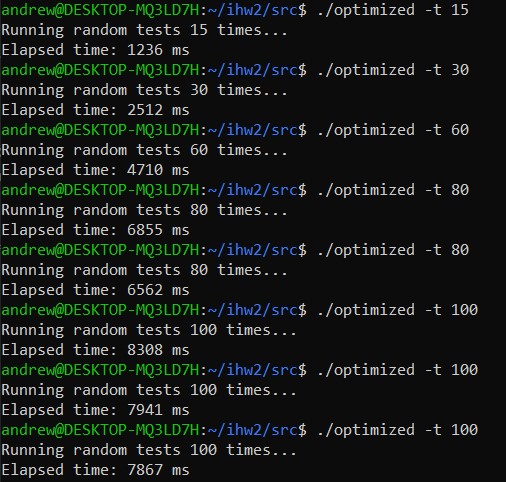 andrew@DESKTOP-MQ3LD7H:~/ihw2/src$ ./optimized -t 15
Running random tests 15 times...
Elapsed time: 1236 ms
andrew@DESKTOP-MQ3LD7H:~/ihw2/src$ ./optimized -t 30
Running random tests 30 times...
Elapsed time: 2512 ms
andrew@DESKTOP-MQ3LD7H:~/ihw2/src$ ./optimized -t 60
Running random tests 60 times...
Elapsed time: 4710 ms
andrew@DESKTOP-MQ3LD7H:~/ihw2/src$ ./optimized -t 80
Running random tests 80 times...
Elapsed time: 6855 ms
andrew@DESKTOP-MQ3LD7H:~/ihw2/src$ ./optimized -t 80
Running random tests 80 times...
Elapsed time: 6562 ms
andrew@DESKTOP-MQ3LD7H:~/ihw2/src$ ./optimized -t 100
Running random tests 100 times...
Elapsed time: 8308 ms
andrew@DESKTOP-MQ3LD7H:~/ihw2/src$ ./optimized -t 100
Running random tests 100 times...
Elapsed time: 7941 ms
andrew@DESKTOP-MQ3LD7H:~/ihw2/src$ ./optimized -t 100
Running random tests 100 times...
Elapsed time: 7867 ms